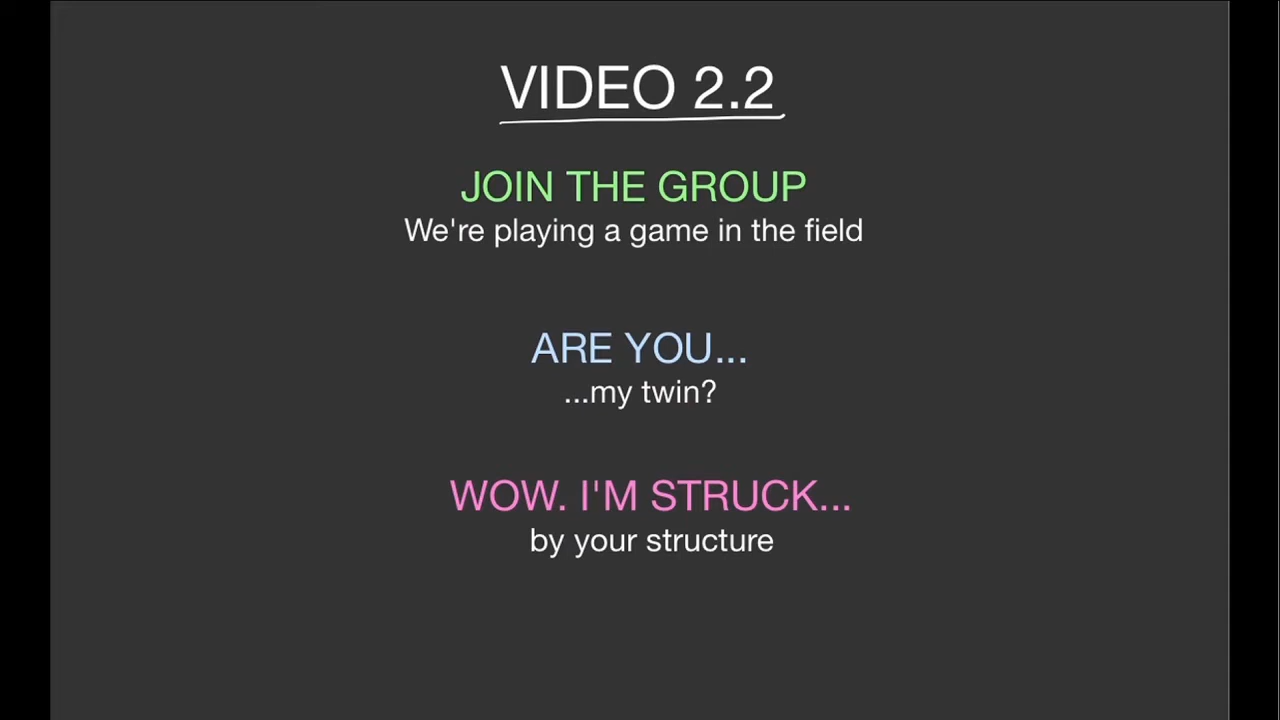 VIDEO 2.2
JOIN THE GROUP
We're playing a game in the field
ARE YOU...
...my twin?
WOW. I'M STRUCK...
by your structure